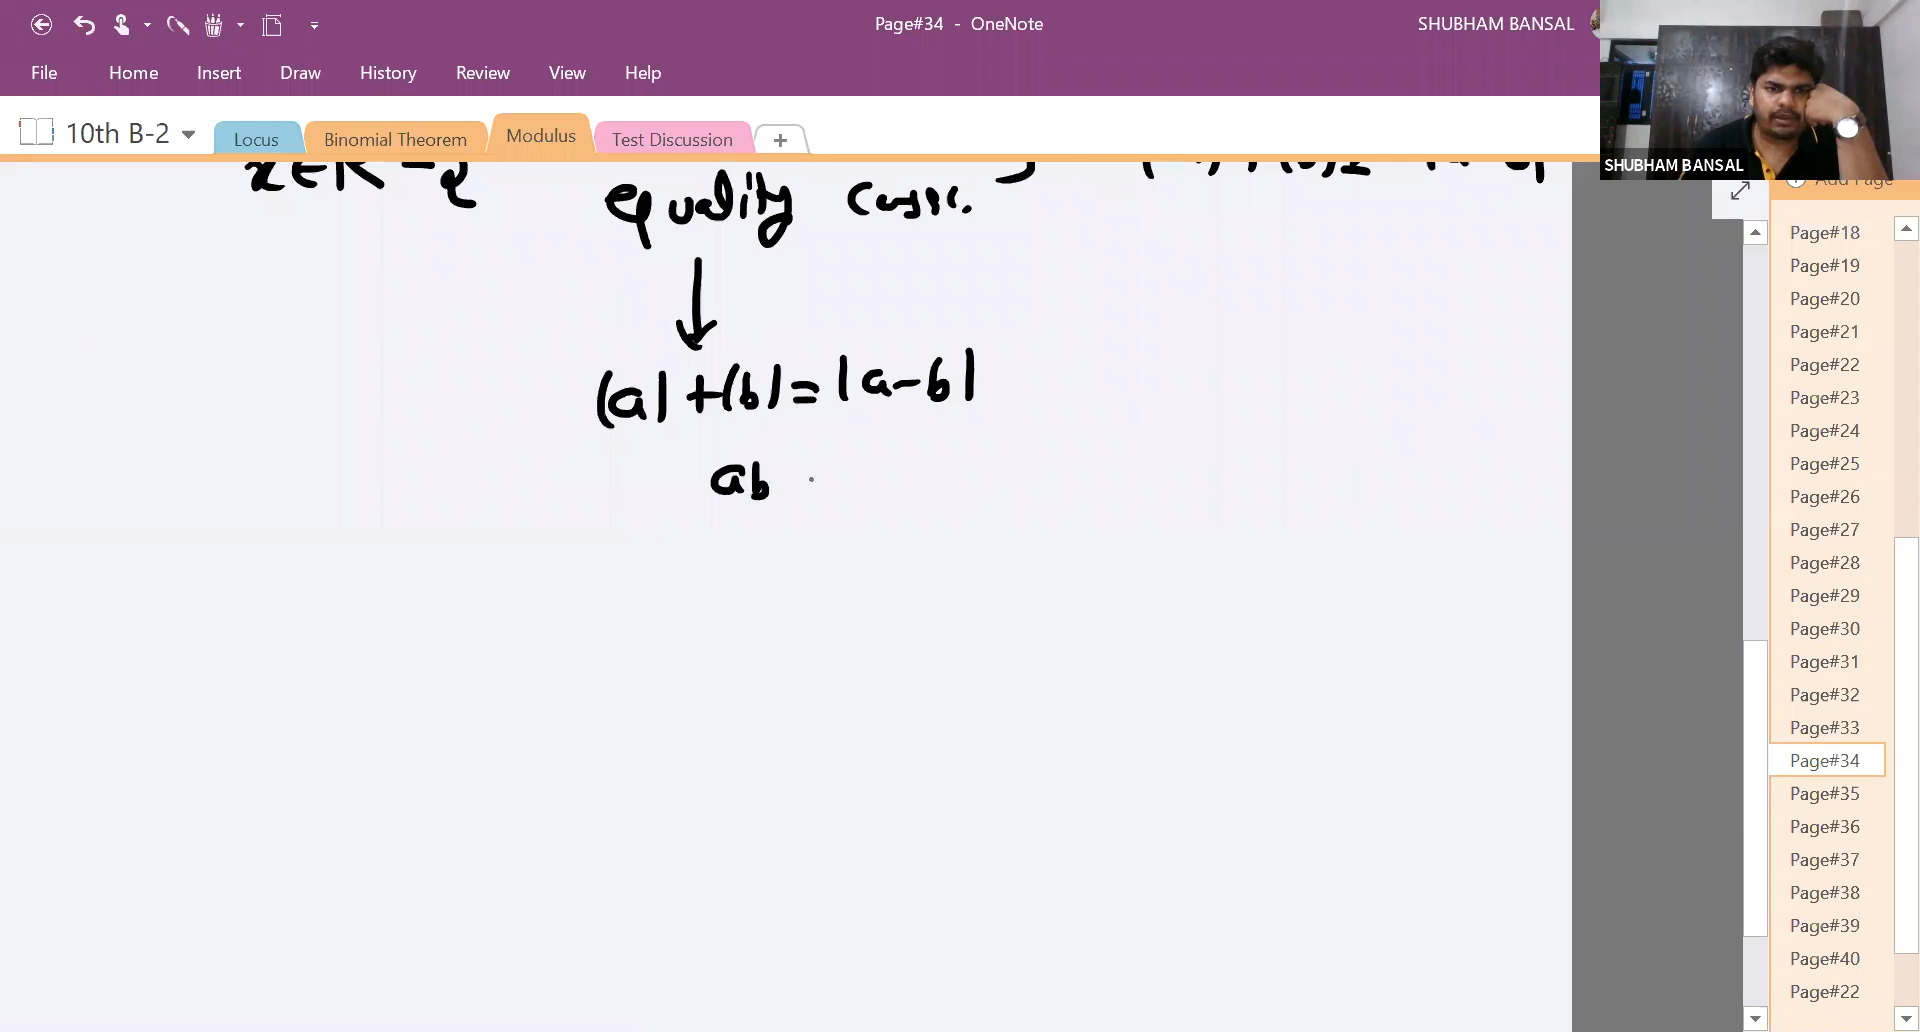 Page#34 - OneNote
SHUBHAM BANSAL
File Home Insert Draw History Review View Help
SHUBHAM BANSAL
10th B-2
Locus Binomial Theorem Modulus Test Discussion +
Add Page
x ∈ R - Q
equality
↓
|a| + |b| = |a-b|
ab
Page#18
Page#19
Page#20
Page#21
Page#22
Page#23
Page#24
Page#25
Page#26
Page#27
Page#28
Page#29
Page#30
Page#31
Page#32
Page#33
Page#34
Page#35
Page#36
Page#37
Page#38
Page#39
Page#40
Page#22